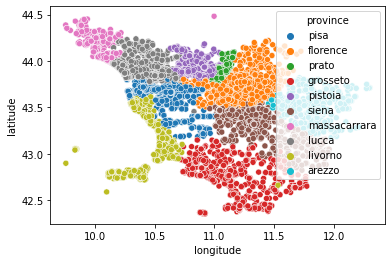 44.5
44.0
43.5
43.0
42.5
latitude
10.0 10.5 11.0 11.5 12.0
longitude
province
pisa
florence
prato
grosseto
pistoia
siena
massacarrara
lucca
livorno
arezzo